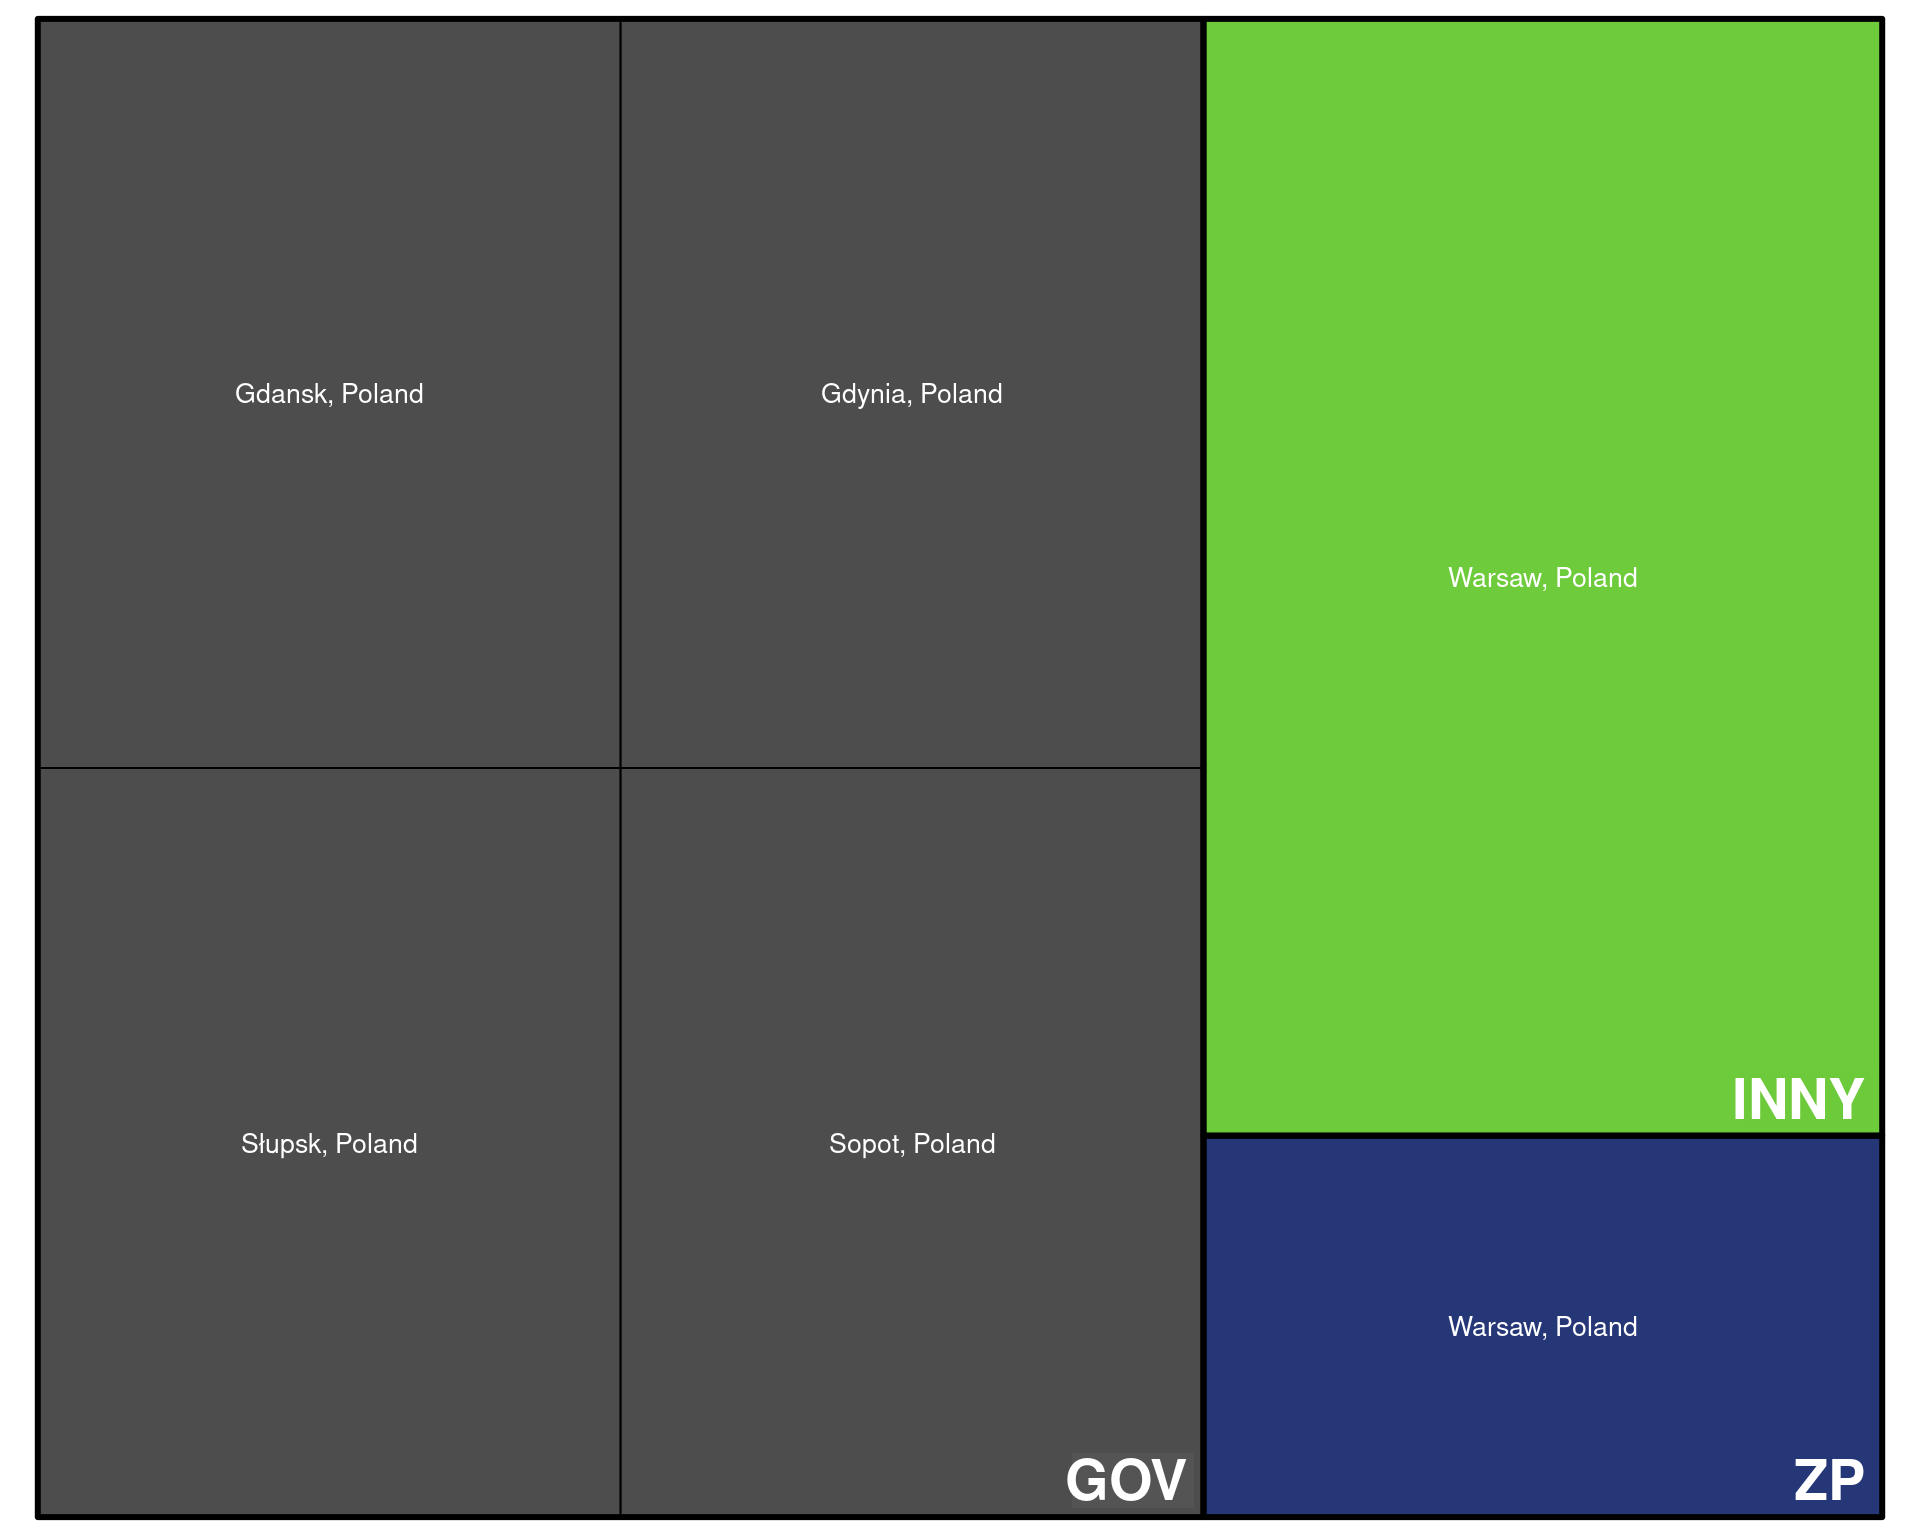 Gdansk, Poland
Gdynia, Poland
Warsaw, Poland
INNY
Słupsk, Poland
Sopot, Poland
GOV
Warsaw, Poland
ZP